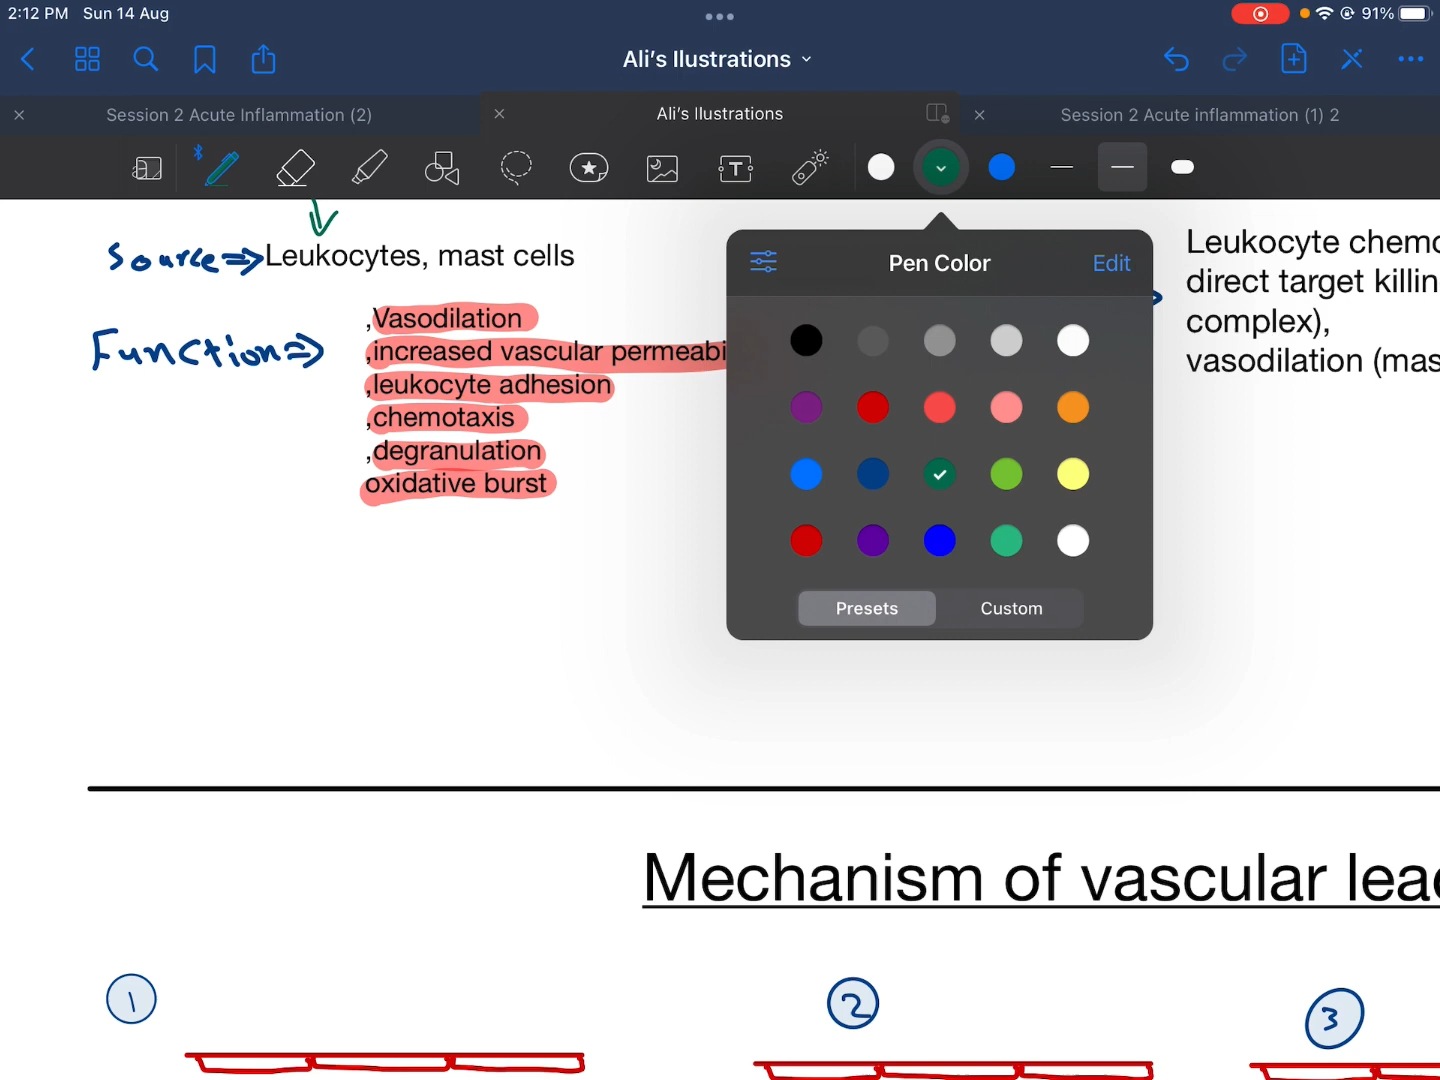 2:12 PM Sun 14 Aug
91%
Ali's Ilustrations
Session 2 Acute Inflammation (2)
Ali's Ilustrations
Session 2 Acute inflammation (1) 2
Source⇒Leukocytes, mast cells
Function⇒
,Vasodilation
,increased vascular permeabi
,leukocyte adhesion
,chemotaxis
,degranulation
oxidative burst
Pen Color
Edit
Presets
Custom
Leukocyte chemo
direct target killin
complex),
vasodilation (mas
Mechanism of vascular lea
1
2
3